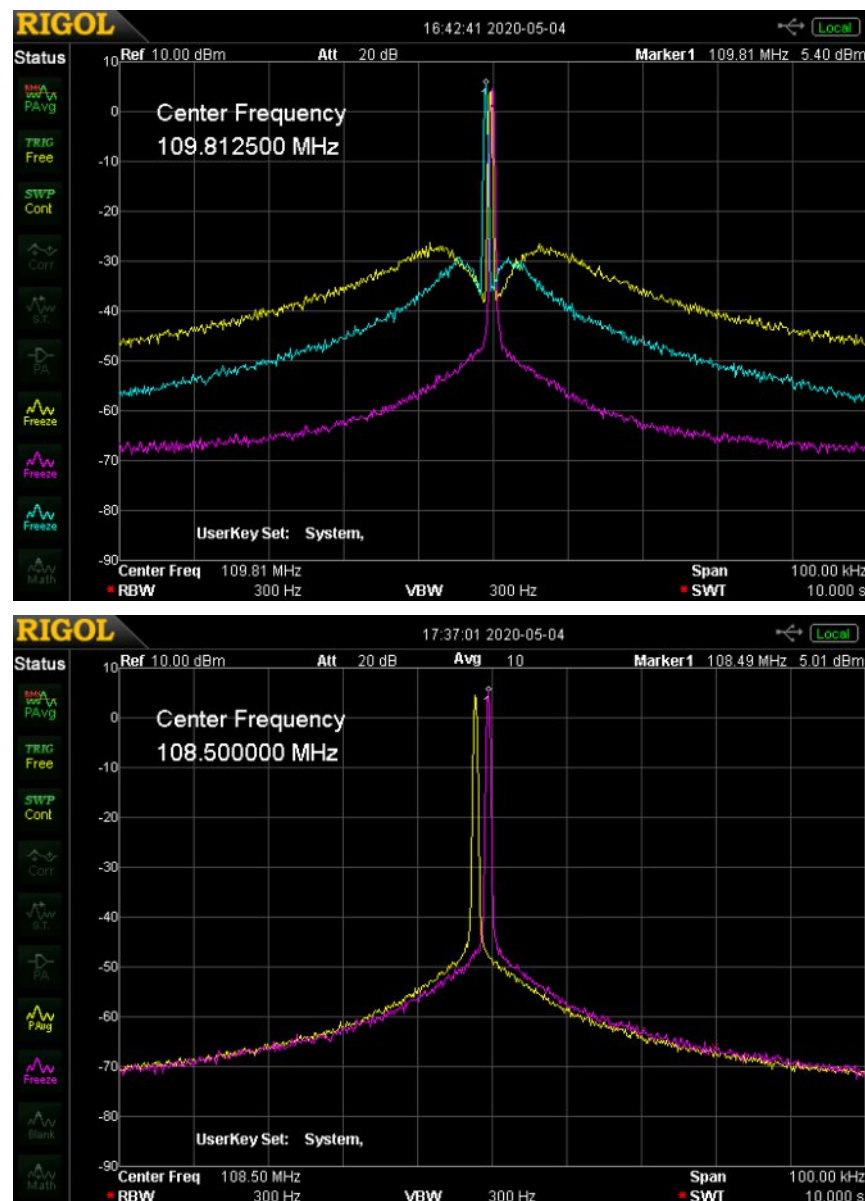 RIGOL 16:42:41 2020-05-04 Local
Status Ref 10.00 dBm Att 20 dB Marker1 109.81 MHz 5.40 dBm
10
RMS
PAvg
0
Center Frequency
109.812500 MHz
TRIG
Free
-10
SWP
Cont
-20
Corr
-30
S.T.
-40
PA
-50
Freeze
-60
Freeze
-70
Freeze
-80
UserKey Set: System,
Math
-90
Center Freq 109.81 MHz Span 100.00 kHz
* RBW 300 Hz VBW 300 Hz * SWT 10.000 s
RIGOL 17:37:01 2020-05-04 Local
Status Ref 10.00 dBm Att 20 dB Avg 10 Marker1 108.49 MHz 5.01 dBm
10
RMS
PAvg
0
Center Frequency
108.500000 MHz
TRIG
Free
-10
SWP
Cont
-20
Corr
-30
S.T.
-40
PA
-50
PAvg
-60
Freeze
-70
Blank
-80
UserKey Set: System,
Math
-90
Center Freq 108.50 MHz Span 100.00 kHz
* RBW 300 Hz VBW 300 Hz * SWT 10.000 s